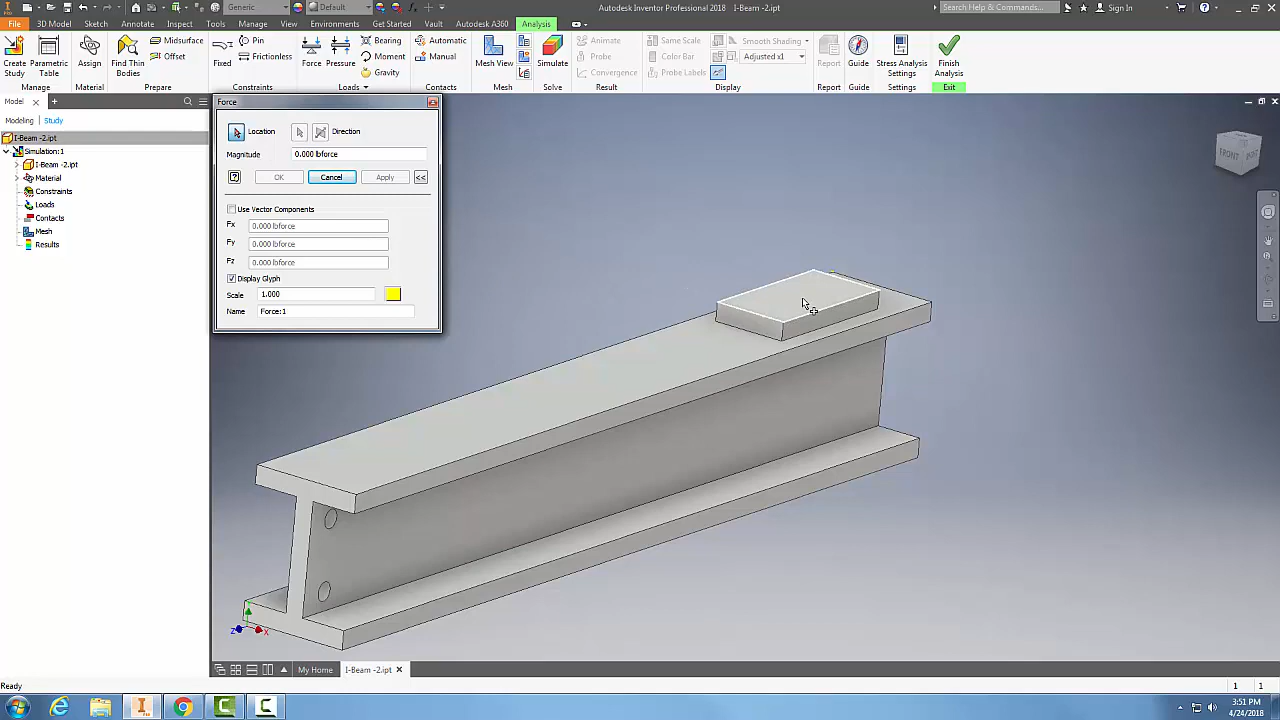 Generic
Default
Autodesk Inventor Professional 2018 - I-Beam -2.ipt
Search Help & Commands...
Sign In
File
3D Model
Sketch
Annotate
Inspect
Tools
Manage
View
Environments
Get Started
Vault
Autodesk A360
Analysis
Create Study
Parametric Table
Assign
Find Thin Bodies
Midsurface
Offset
Fixed
Pin
Frictionless
Force
Pressure
Bearing
Moment
Gravity
Automatic
Manual
Mesh View
Simulate
Animate
Probe
Convergence
Same Scale
Color Bar
Probe Labels
Smooth Shading
Adjusted x1
Report
Guide
Stress Analysis Settings
Finish Analysis
Manage
Material
Prepare
Constraints
Loads
Contacts
Mesh
Solve
Result
Display
Report
Guide
Settings
Exit
Model
Modeling
Study
I-Beam -2.ipt
Simulation:1
I-Beam -2.ipt
Material
Constraints
Loads
Contacts
Mesh
Results
Force
Location
Direction
Magnitude
0.000 lbforce
OK
Cancel
Apply
<<
Use Vector Components
Fx
0.000 lbforce
Fy
0.000 lbforce
Fz
0.000 lbforce
Display Glyph
Scale
1.000
Name
Force:1
FRONT
Z
X
My Home
I-Beam -2.ipt
Ready
1
1
3:51 PM
4/24/2018